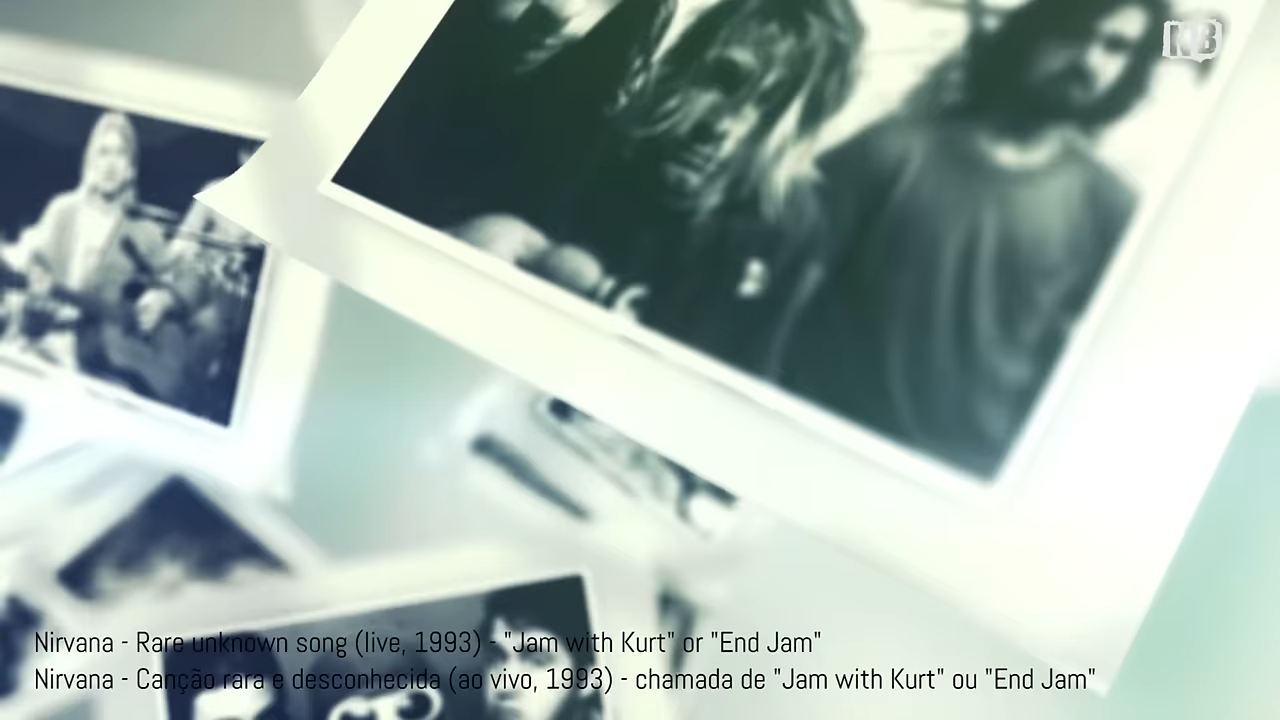 NB
Nirvana - Rare unknown song (live, 1993) - "Jam with Kurt" or "End Jam"
Nirvana - Canção rara e desconhecida (ao vivo, 1993) - chamada de "Jam with Kurt" ou "End Jam"